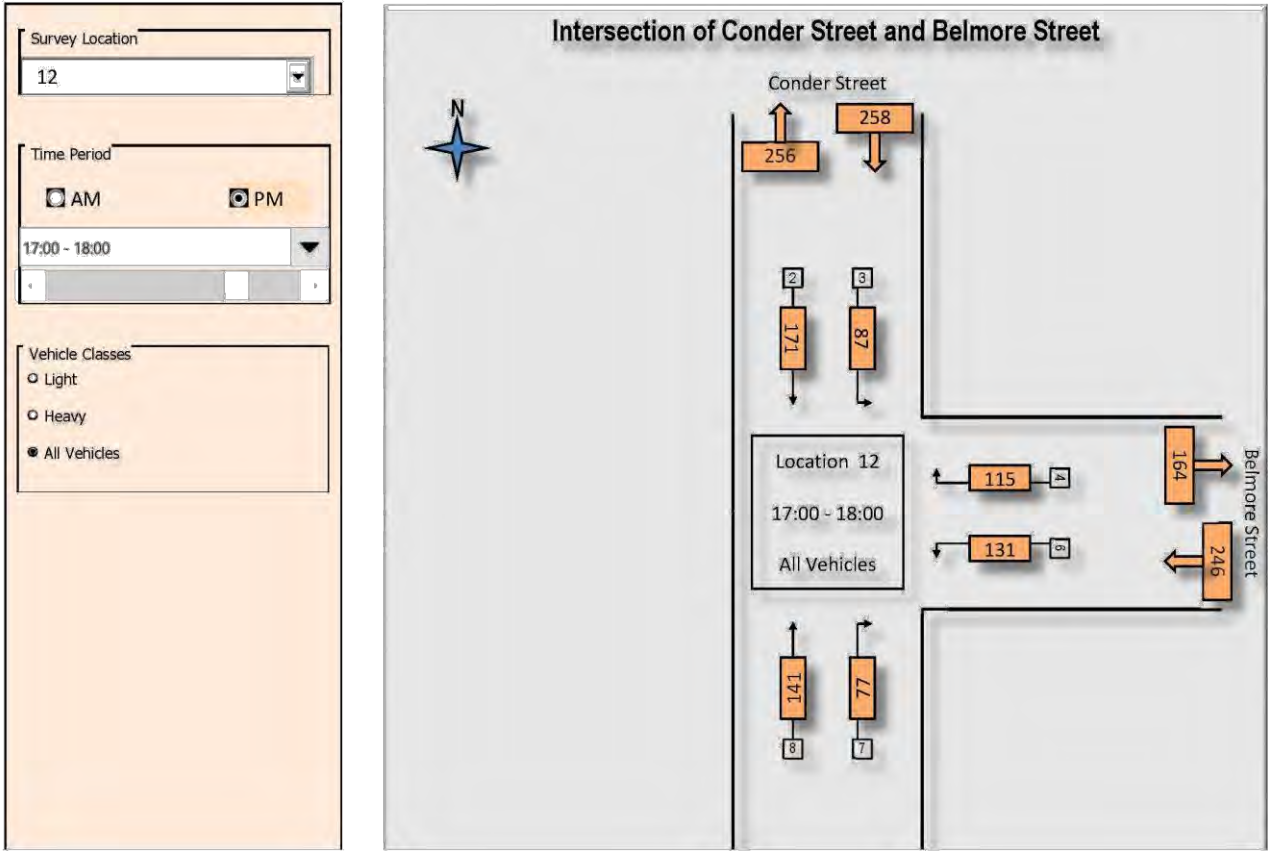 Survey Location
12
Time Period
AM
PM
17:00 - 18:00
Vehicle Classes
Light
Heavy
All Vehicles
Intersection of Conder Street and Belmore Street
N
Conder Street
256
258
2
3
171
87
Location 12
17:00 - 18:00
All Vehicles
115
4
131
6
164
246
Belmore Street
141
77
8
7